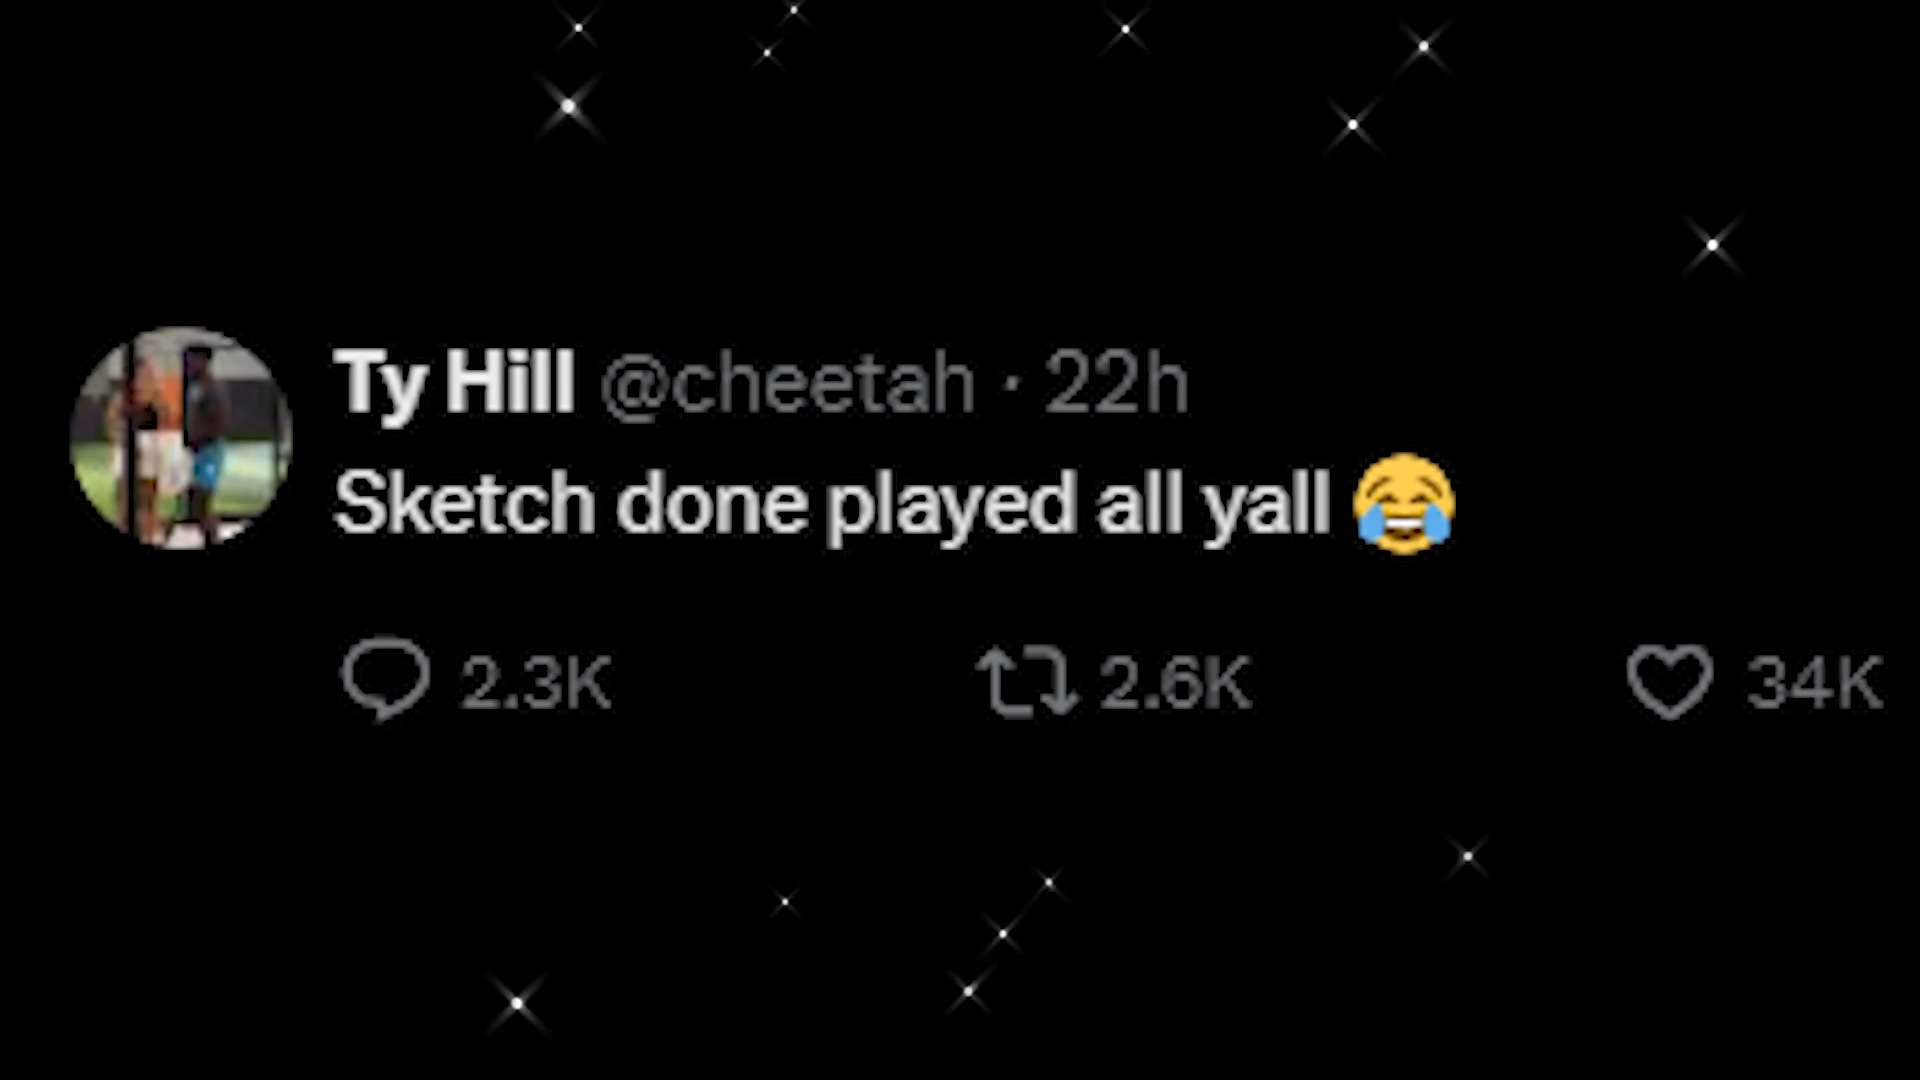 Ty Hill @cheetah · 22h
Sketch done played all yall 😂
2.3K 2.6K 34K